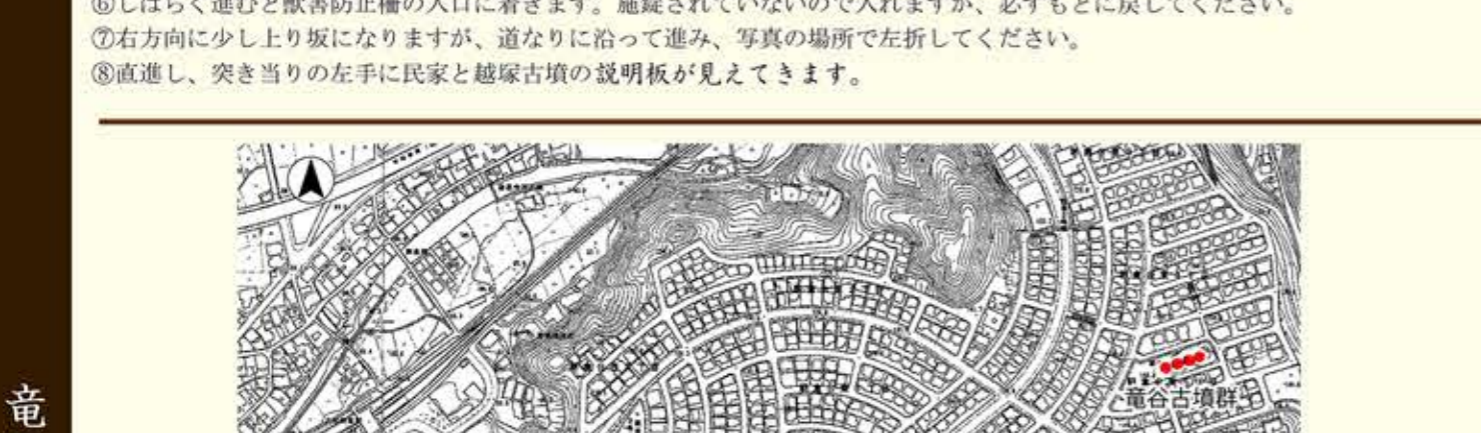 ⑥しばらく進むと獣害防止柵の入口に着きます。施錠されていないので入れますが、必ずもとに戻してください。
⑦右方向に少し上り坂になりますが、道なりに沿って進み、写真の場所で左折してください。
⑧直進し、突き当りの左手に民家と越塚古墳の説明板が見えてきます。
竜谷古墳群
竜